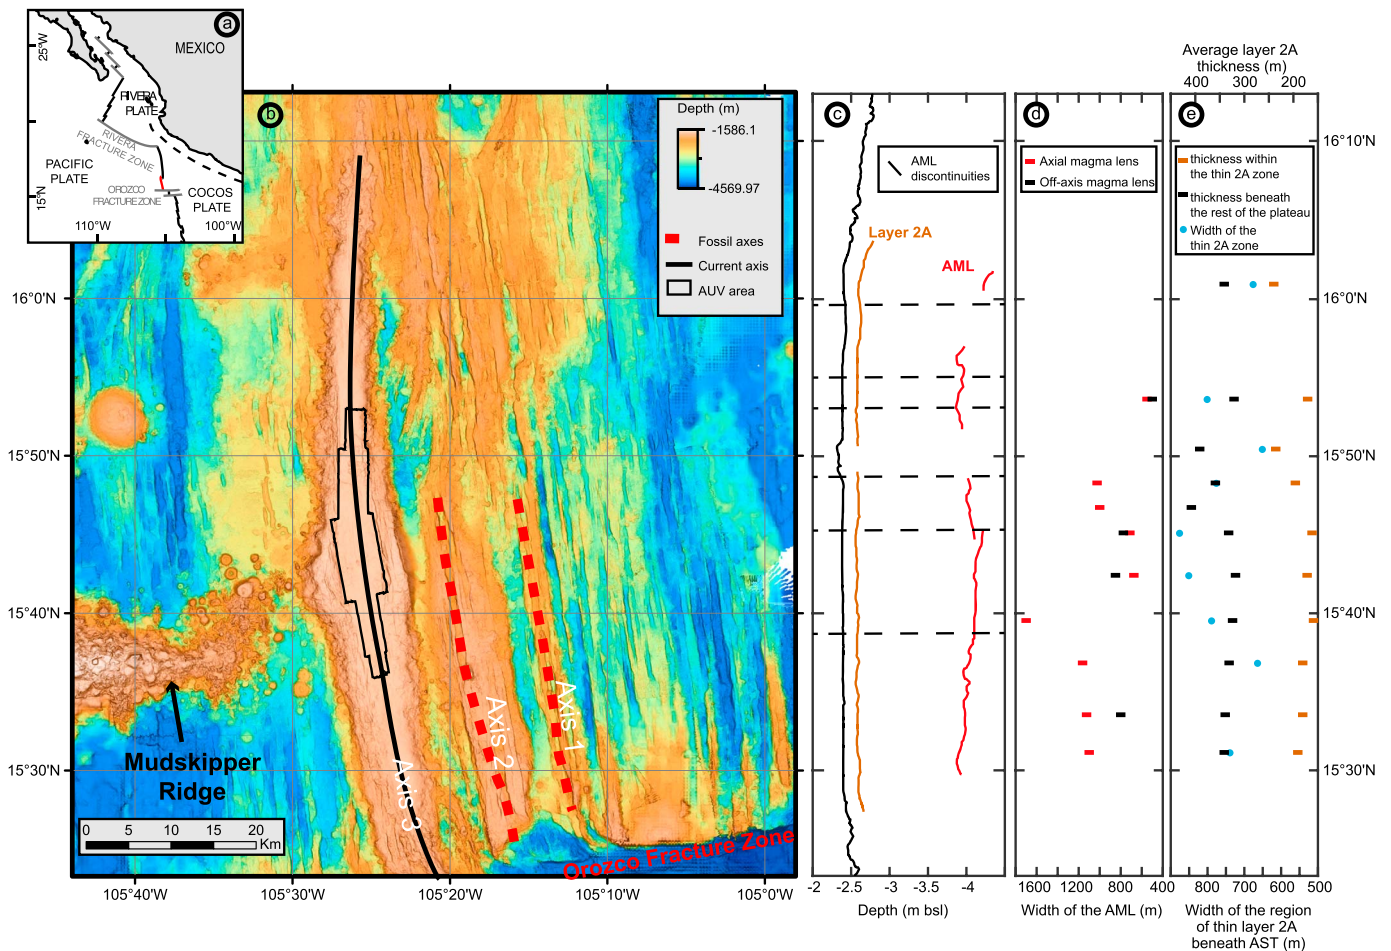 a
MEXICO
25°W
RIVERA
PLATE
RIVERA
FRACTURE ZONE
PACIFIC
PLATE
OROZCO
FRACTURE ZONE
COCOS
PLATE
15°N
110°W
100°W
b
Depth (m)
-1586.1
-4569.97
Fossil axes
Current axis
AUV area
16°0'N
15°50'N
15°40'N
15°30'N
Axis 1
Axis 2
Axis 3
Mudskipper
Ridge
Orozco Fracture Zone
0 5 10 15 20
Km
105°40'W 105°30'W 105°20'W 105°10'W 105°0'W
c
AML
discontinuities
Layer 2A
AML
-2 -2.5 -3 -3.5 -4
Depth (m bsl)
d
Axial magma lens
Off-axis magma lens
1600 1200 800 400
Width of the AML (m)
Average layer 2A
thickness (m)
400 300 200
e
thickness within
the thin 2A zone
thickness beneath
the rest of the plateau
Width of the
thin 2A zone
16°10'N
16°0'N
15°50'N
15°40'N
15°30'N
800 700 600 500
Width of the region
of thin layer 2A
beneath AST (m)